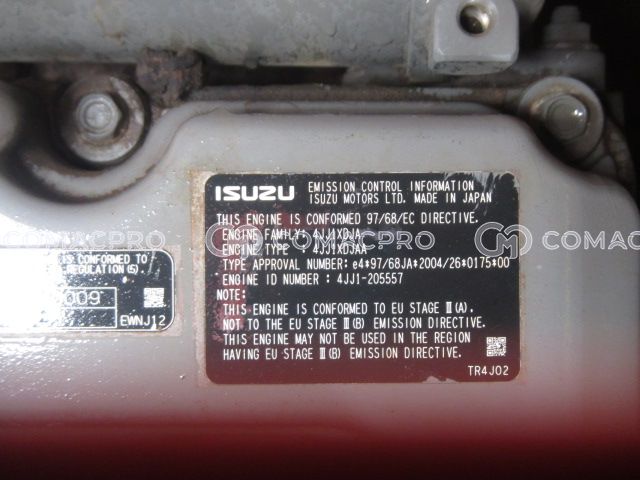 ISUZU EMISSION CONTROL INFORMATION
ISUZU MOTORS LTD. MADE IN JAPAN
THIS ENGINE IS CONFORMED 97/68/EC DIRECTIVE.
ENGINE FAMILY: 4JJ1XDJA
ENGINE TYPE : 4JJ1XDJAA
TYPE APPROVAL NUMBER: e4*97/68JA*2004/26*0175*00
ENGINE ID NUMBER : 4JJ1-205557
NOTE:
THIS ENGINE IS CONFORMED TO EU STAGE Ⅲ(A),
NOT TO THE EU STAGE Ⅲ(B) EMISSION DIRECTIVE.
THIS ENGINE MAY NOT BE USED IN THE REGION
HAVING EU STAGE Ⅲ(B) EMISSION DIRECTIVE.
TR4J02
IS CONFORMED TO
REGULATION (5)
009
EWNJ12
COMACPRO
COMACPRO
COMAC